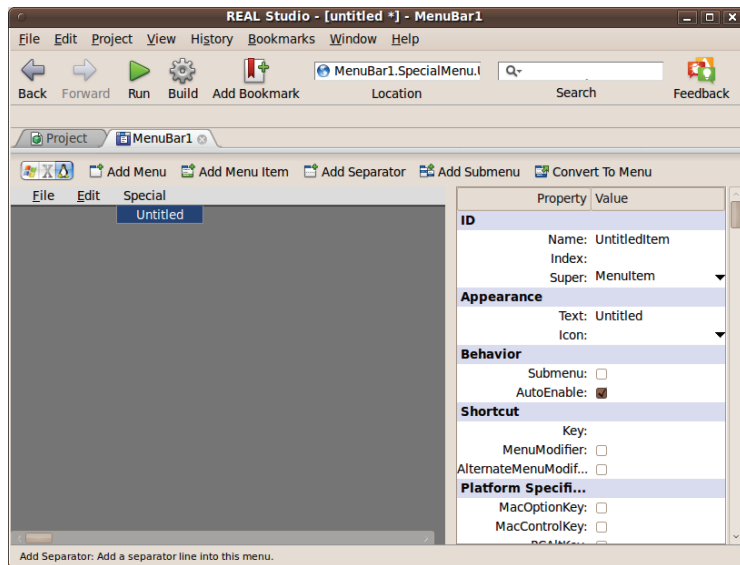 REAL Studio - [untitled *] - MenuBar1
File Edit Project View History Bookmarks Window Help
MenuBar1.SpecialMenu.
Back Forward Run Build Add Bookmark Location Search Feedback
Project MenuBar1
Add Menu Add Menu Item Add Separator Add Submenu Convert To Menu
File Edit Special
Untitled
Property Value
ID
Name: UntitledItem
Index:
Super: MenuItem
Appearance
Text: Untitled
Icon:
Behavior
Submenu:
AutoEnable:
Shortcut
Key:
MenuModifier:
AlternateMenuModif...
Platform Specifi...
MacOptionKey:
MacControlKey:
Add Separator: Add a separator line into this menu.